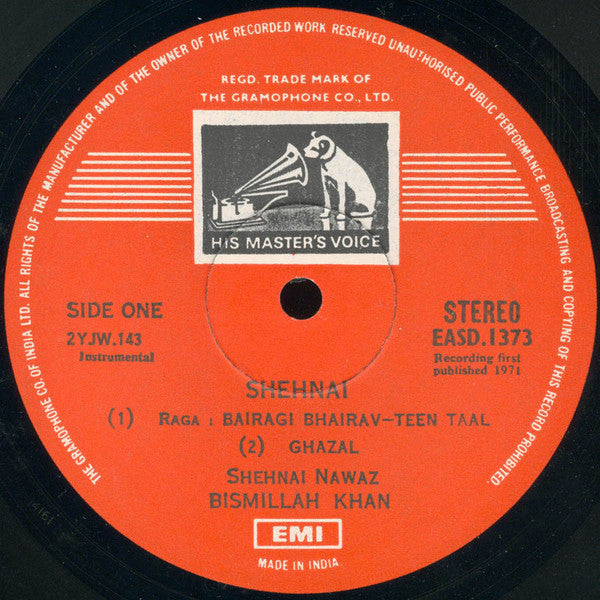 THE GRAMOPHONE CO. OF INDIA LTD. ALL RIGHTS OF THE MANUFACTURER AND OF THE OWNER OF THE RECORDED WORK RESERVED UNAUTHORISED PUBLIC PERFORMANCE BROADCASTING AND COPYING OF THIS RECORD PROHIBITED.
REGD. TRADE MARK OF
THE GRAMOPHONE CO., LTD.
HIS MASTER'S VOICE
SIDE ONE
2YJW.143
Instrumental
STEREO
EASD.1373
Recording first
published 1971
SHEHNAI
(1) RAGA : BAIRAGI BHAIRAV-TEEN TAAL
(2) GHAZAL
SHEHNAI NAWAZ
BISMILLAH KHAN
EMI
MADE IN INDIA